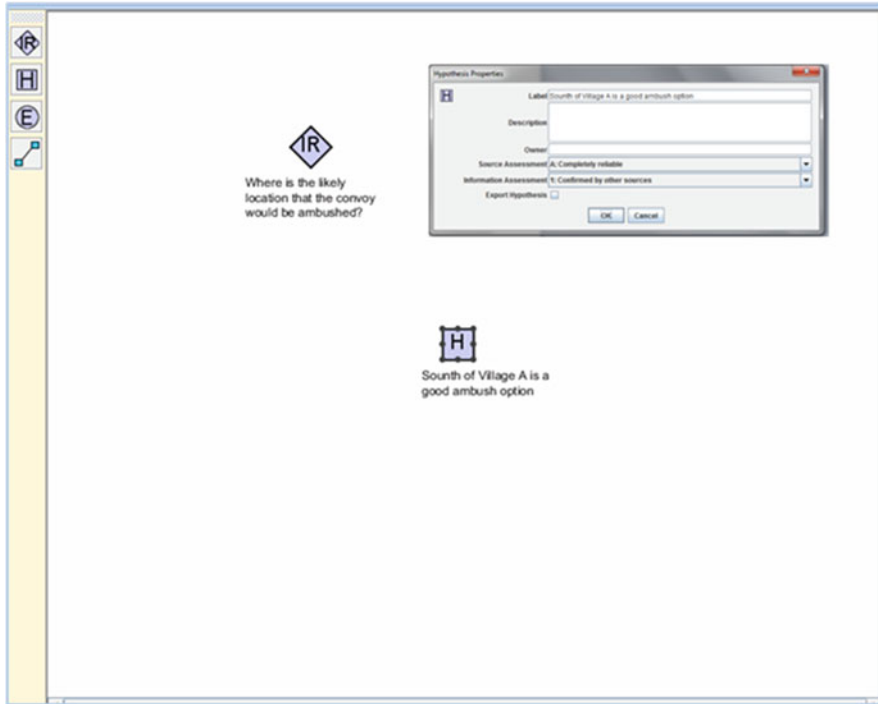 IR
H
E
IR
Where is the likely
location that the convoy
would be ambushed?
Hypothesis Properties
H
Label Sounth of Village A is a good ambush option
Description
Owner
Source Assessment A: Completely reliable
Information Assessment 1: Confirmed by other sources
Export Hypothesis
OK Cancel
H
Sounth of Village A is a
good ambush option